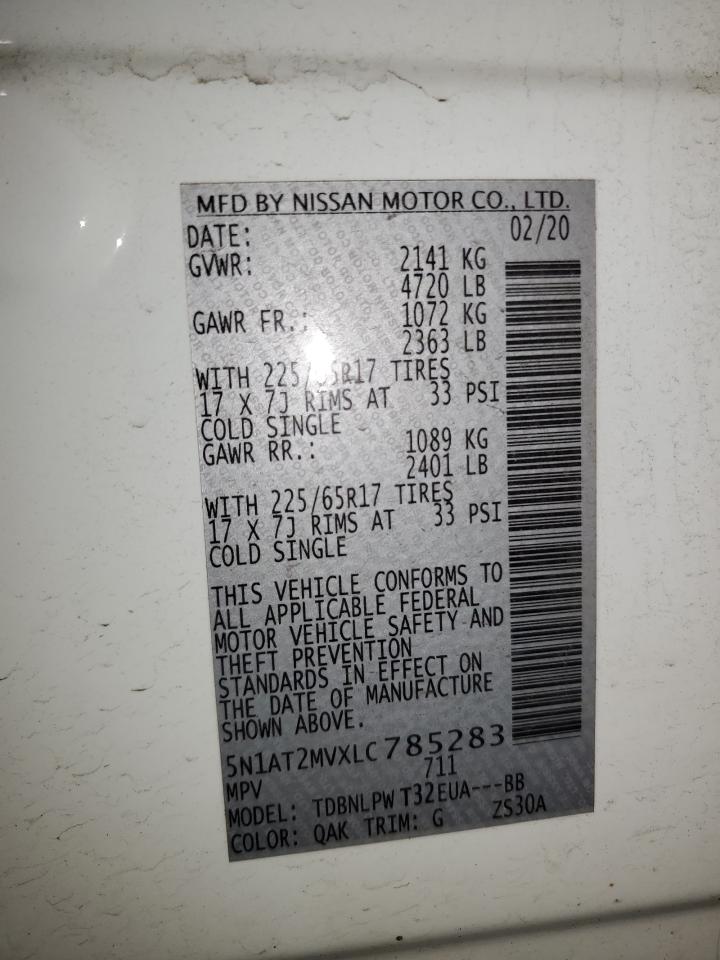 MFD BY NISSAN MOTOR CO., LTD.
DATE: 02/20
GVWR: 2141 KG
4720 LB
GAWR FR.: 1072 KG
2363 LB
WITH 225/65R17 TIRES
17 X 7J RIMS AT 33 PSI
COLD SINGLE
GAWR RR.: 1089 KG
2401 LB
WITH 225/65R17 TIRES
17 X 7J RIMS AT 33 PSI
COLD SINGLE
THIS VEHICLE CONFORMS TO
ALL APPLICABLE FEDERAL
MOTOR VEHICLE SAFETY AND
THEFT PREVENTION
STANDARDS IN EFFECT ON
THE DATE OF MANUFACTURE
SHOWN ABOVE.
5N1AT2MVXLC785283
MPV 711
MODEL: TDBNLPW T32EUA---BB
COLOR: QAK TRIM: G ZS30A